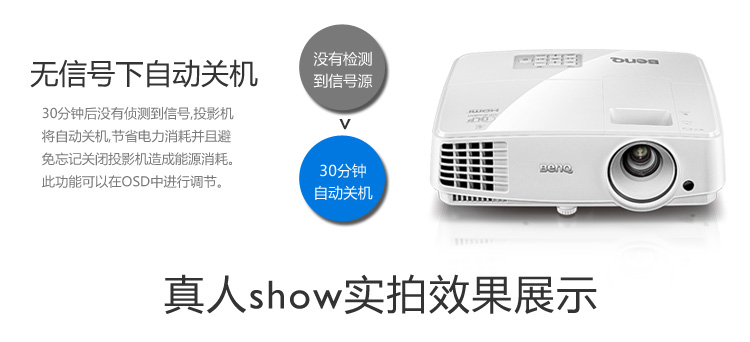 无信号下自动关机
30分钟后没有侦测到信号,投影机
将自动关机,节省电力消耗并且避
免忘记关闭投影机造成能源消耗。
此功能可以在OSD中进行调节。
没有检测
到信号源
30分钟
自动关机
BenQ
HDMI
BenQ
真人show实拍效果展示